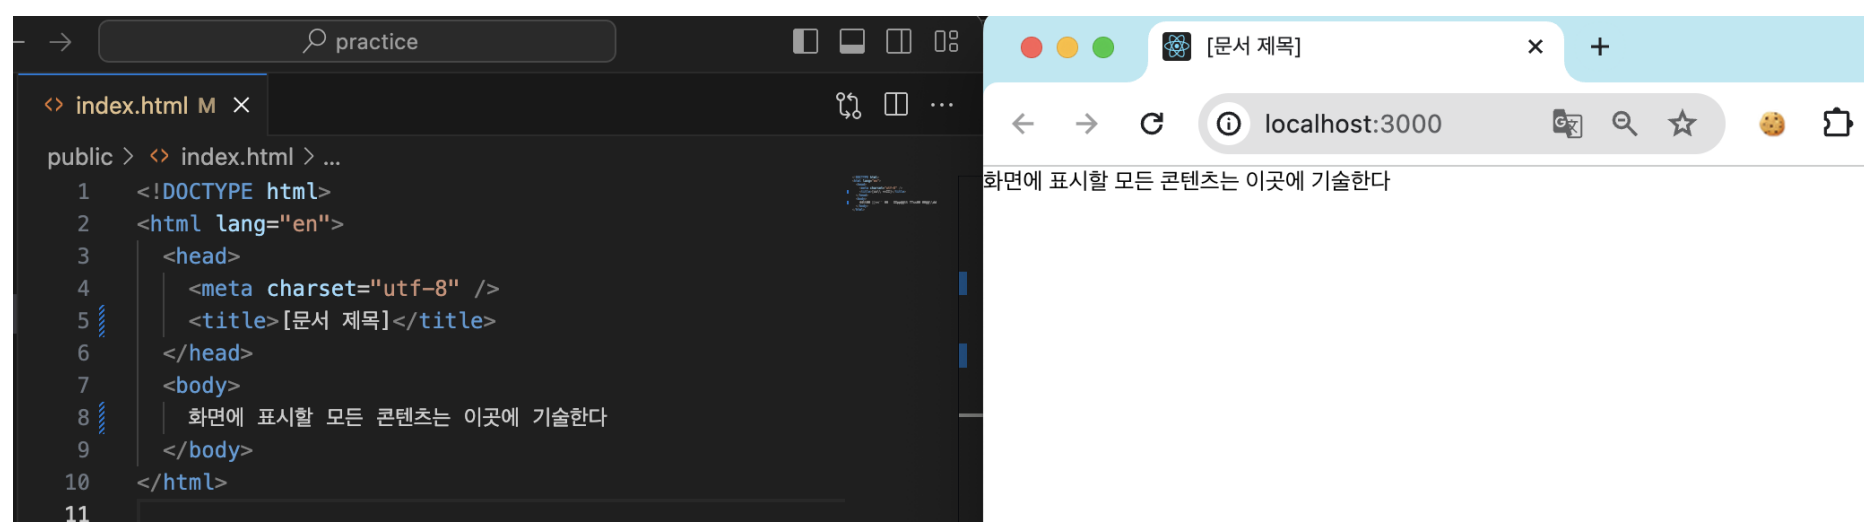 practice
index.html M
public > index.html > ...
1 <!DOCTYPE html>
2 <html lang="en">
3 <head>
4 <meta charset="utf-8" />
5 <title>[문서 제목]</title>
6 </head>
7 <body>
8 화면에 표시할 모든 콘텐츠는 이곳에 기술한다
9 </body>
10 </html>
11
[문서 제목]
localhost:3000
화면에 표시할 모든 콘텐츠는 이곳에 기술한다